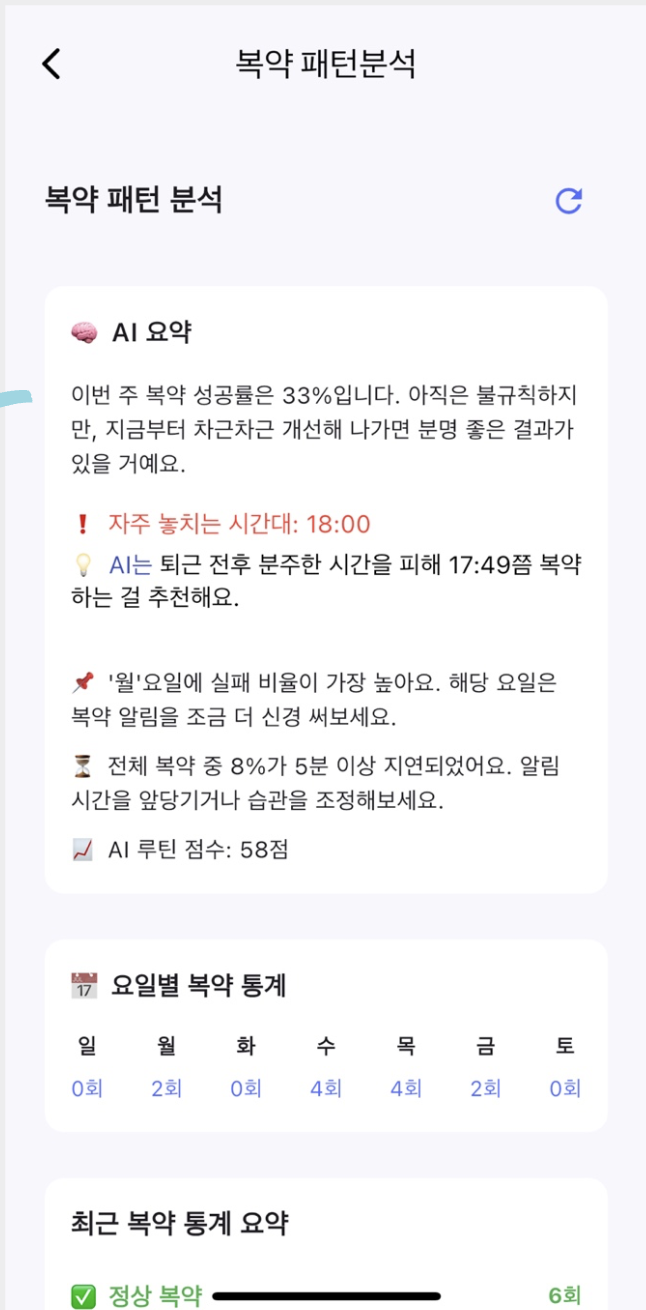 복약 패턴분석
복약 패턴 분석
AI 요약
이번 주 복약 성공률은 33%입니다. 아직은 불규칙하지
만, 지금부터 차근차근 개선해 나가면 분명 좋은 결과가
있을 거예요.
❗ 자주 놓치는 시간대: 18:00
AI는 퇴근 전후 분주한 시간을 피해 17:49쯤 복약
하는 걸 추천해요.
'월'요일에 실패 비율이 가장 높아요. 해당 요일은
복약 알림을 조금 더 신경 써보세요.
전체 복약 중 8%가 5분 이상 지연되었어요. 알림
시간을 앞당기거나 습관을 조정해보세요.
AI 루틴 점수: 58점
17 요일별 복약 통계
일 월 화 수 목 금 토
0회 2회 0회 4회 4회 2회 0회
최근 복약 통계 요약
정상 복약 6회